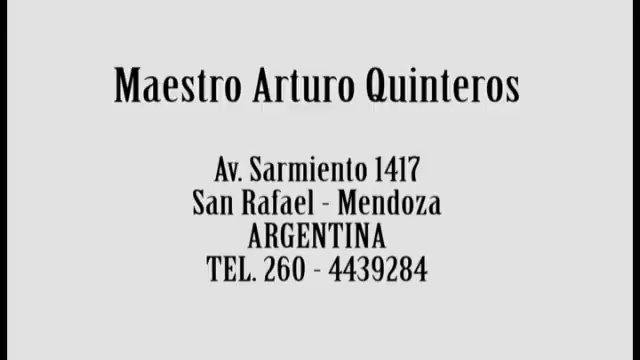 Maestro Arturo Quinteros
Av. Sarmiento 1417
San Rafael - Mendoza
ARGENTINA
TEL. 260 - 4439284